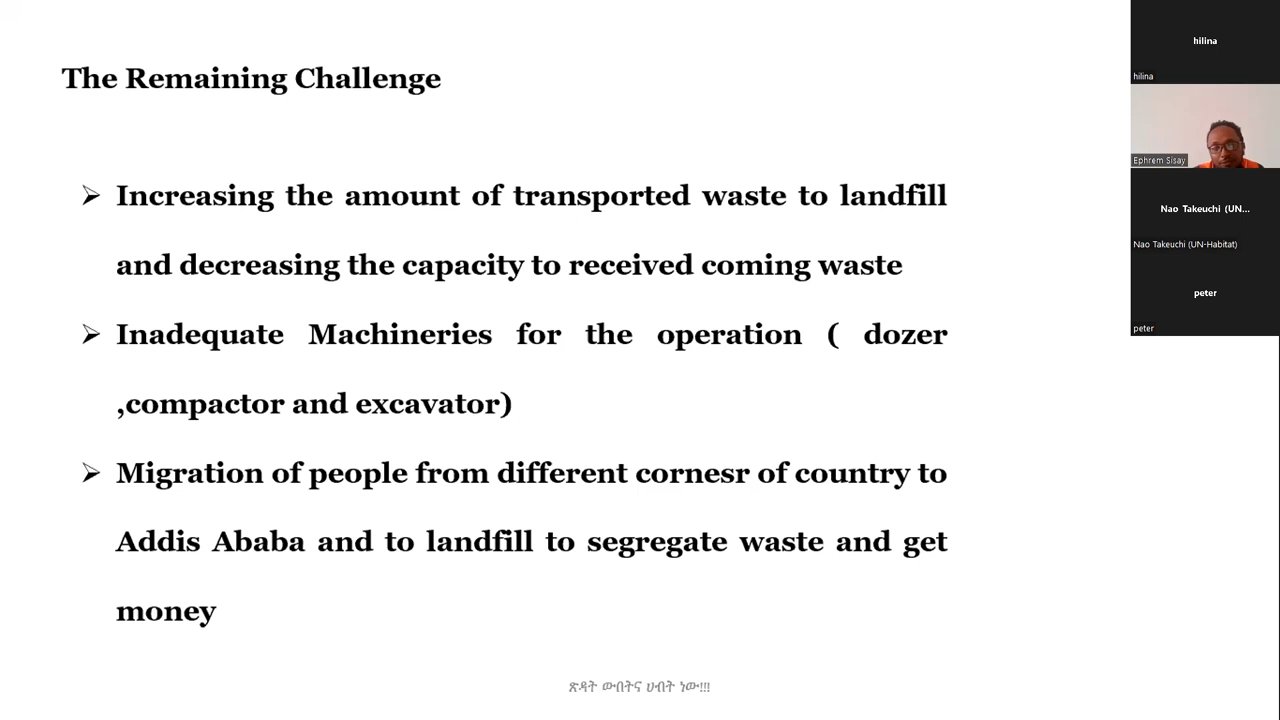 The Remaining Challenge
➢ Increasing the amount of transported waste to landfill
and decreasing the capacity to received coming waste
➢ Inadequate Machineries for the operation ( dozer
,compactor and excavator)
➢ Migration of people from different cornesr of country to
Addis Ababa and to landfill to segregate waste and get
money
ጽዳት ውበትና ሀብት ነው!!!
hilina
hilina
Ephrem Sisay
Nao Takeuchi (UN...
Nao Takeuchi (UN-Habitat)
peter
peter